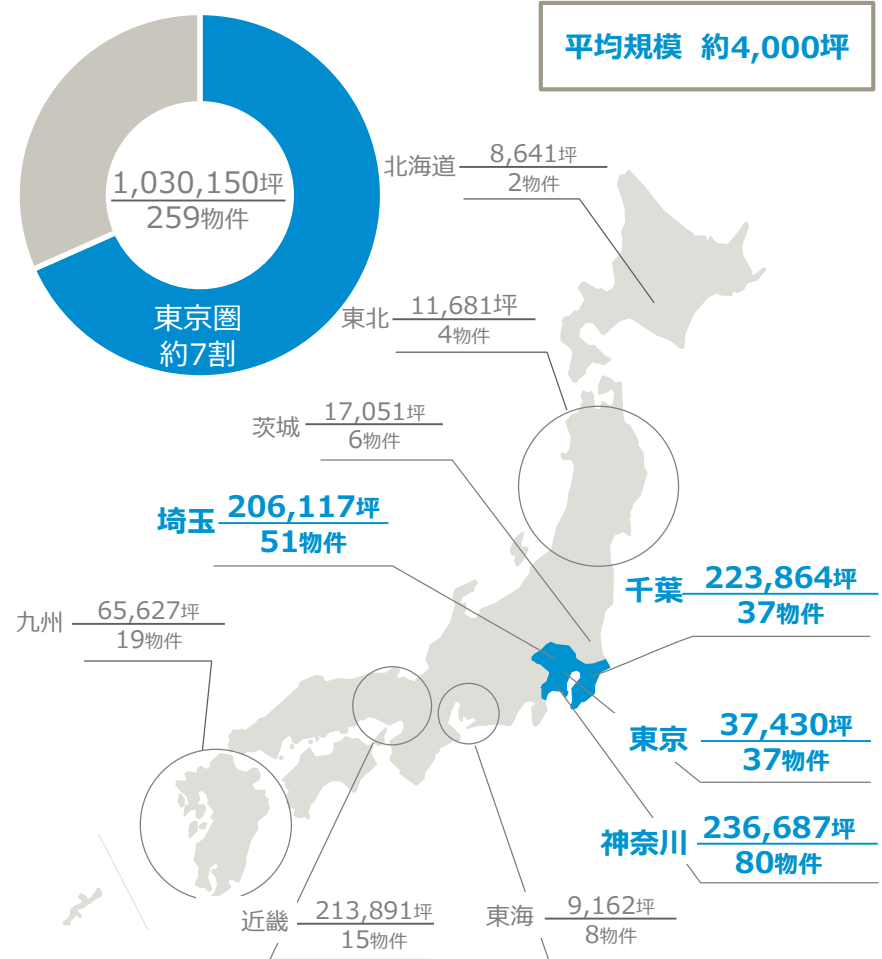 平均規模 約4,000坪
1,030,150坪
259物件
東京圏
約7割
北海道 8,641坪
2物件
東北 11,681坪
4物件
茨城 17,051坪
6物件
埼玉 206,117坪
51物件
千葉 223,864坪
37物件
九州 65,627坪
19物件
東京 37,430坪
37物件
神奈川 236,687坪
80物件
近畿 213,891坪
15物件
東海 9,162坪
8物件